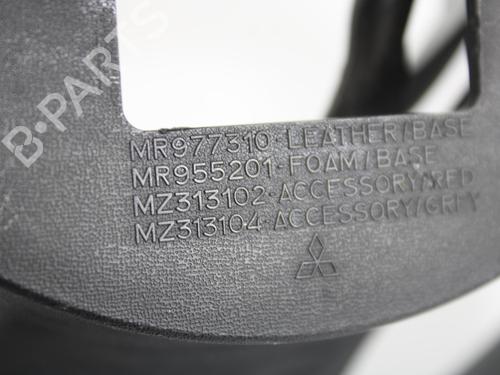 MR977310·LEATHER/BASE
MR955201·FOAM/BASE
MZ313102·ACCESSORY/RED
MZ313104·ACCESSORY/GREY
B-PARTS